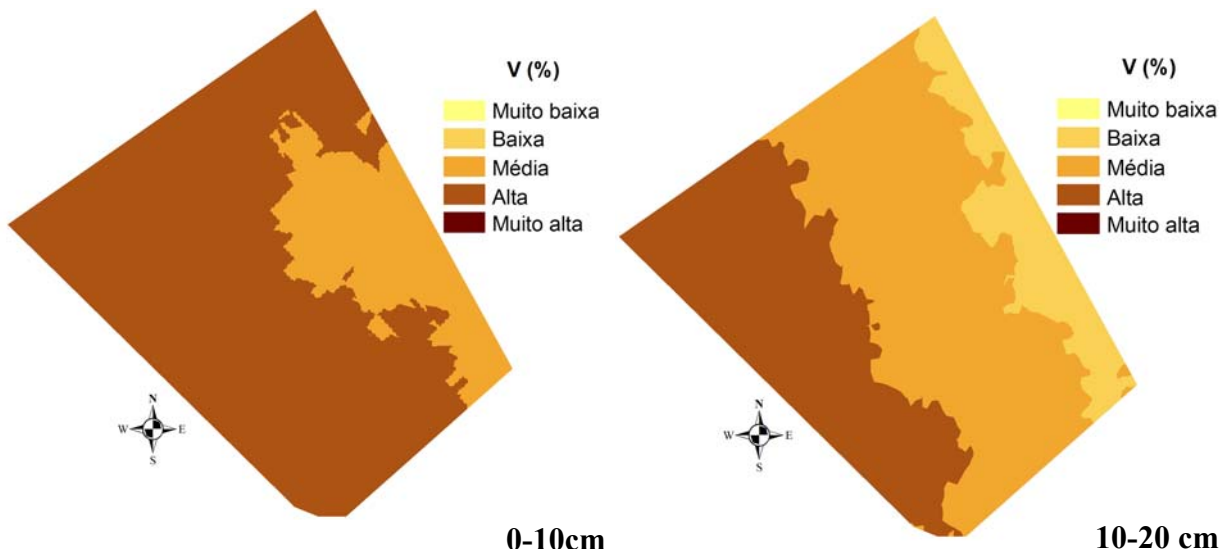 V (%)
Muito baixa
Baixa
Média
Alta
Muito alta
N
W E
S
0-10cm
V (%)
Muito baixa
Baixa
Média
Alta
Muito alta
N
W E
S
10-20 cm